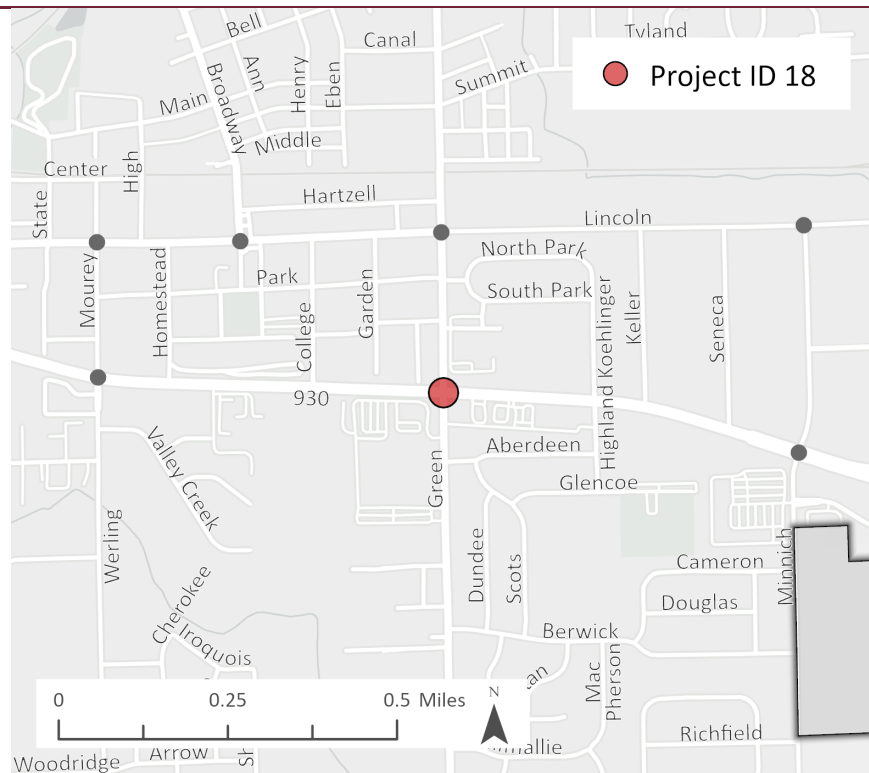 Bell
Canal
Tyland
Project ID 18
Broadway
Ann
Henry
Eben
Summit
Main
Middle
Center
High
State
Hartzell
Lincoln
Mourey
Homestead
Park
College
Garden
North Park
South Park
Highland Koehlinger
Keller
Seneca
930
Green
Aberdeen
Glencoe
Valley Creek
Werling
Dundee
Scots
Cameron
Minnich
Douglas
Cherokee
Iroquois
Berwick
Mac
Pherson
0 0.25 0.5 Miles
N
Richfield
Woodridge
Arrow